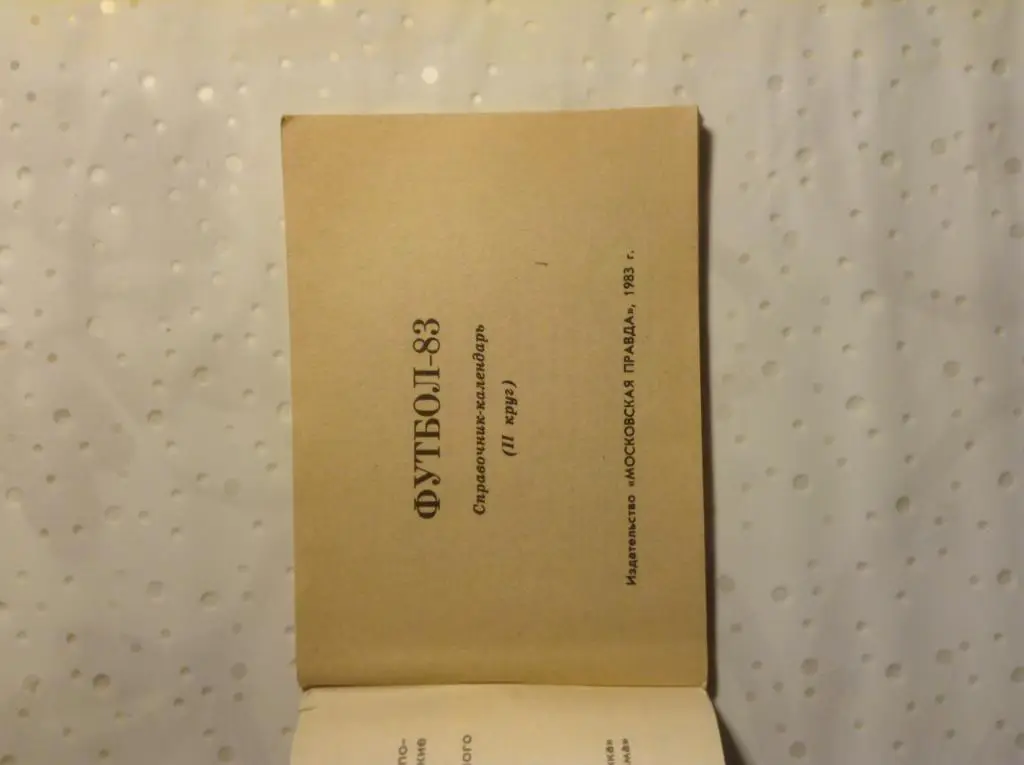 ФУТБОЛ-83
Справочник-календарь
(II круг)
Издательство «МОСКОВСКАЯ ПРАВДА», 1983 г.